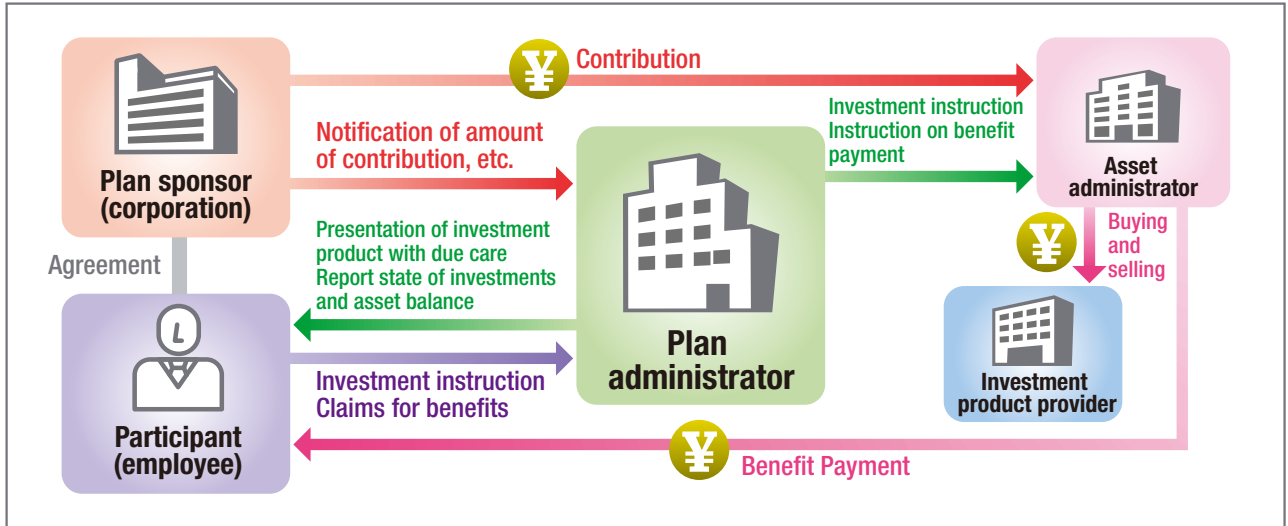 ¥
Contribution
Plan sponsor
(corporation)
Notification of amount
of contribution, etc.
Investment instruction
Instruction on benefit
payment
Asset
administrator
Agreement
Presentation of investment
product with due care
Report state of investments
and asset balance
Plan
administrator
¥
Buying
and
selling
Investment
product provider
Investment instruction
Claims for benefits
Participant
(employee)
¥
Benefit Payment